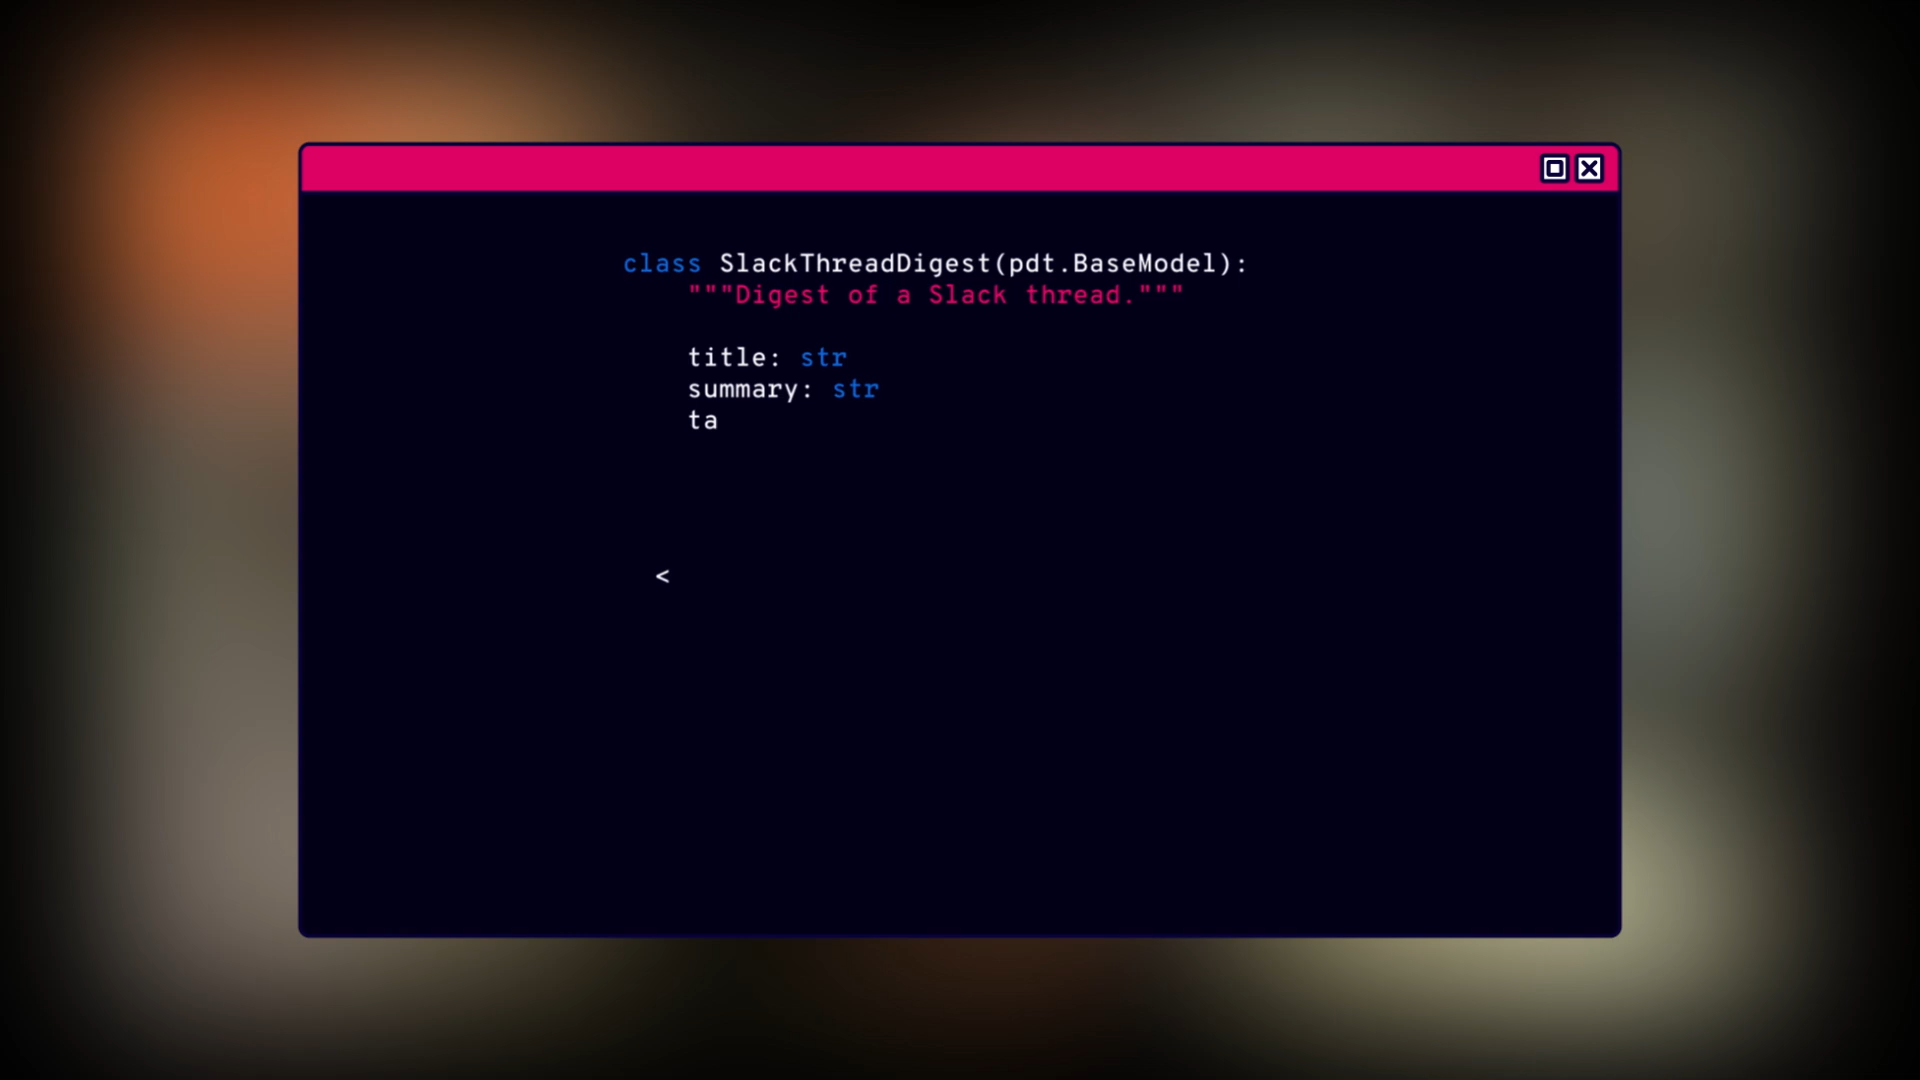 class SlackThreadDigest(pdt.BaseModel):
    """Digest of a Slack thread."""
    title: str
    summary: str
    ta
  <